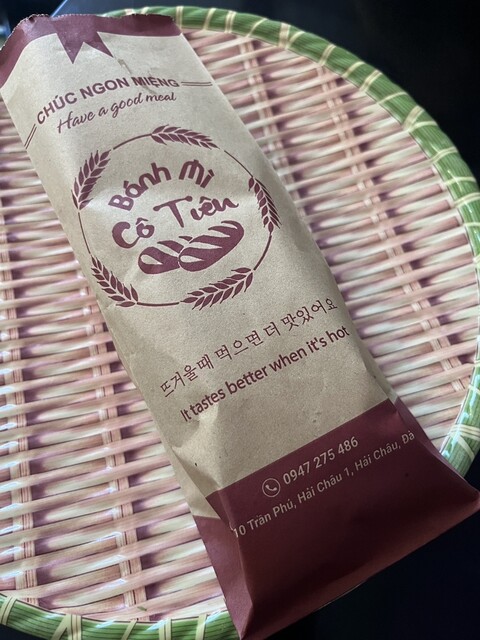 CHÚC NGON MIỆNG
Have a good meal
Bánh Mì
Cô Tiên
뜨거울때 먹으면 더 맛있어요
It tastes better when it's hot
0947 275 486
10 Trần Phú, Hải Châu 1, Hải Châu, Đà